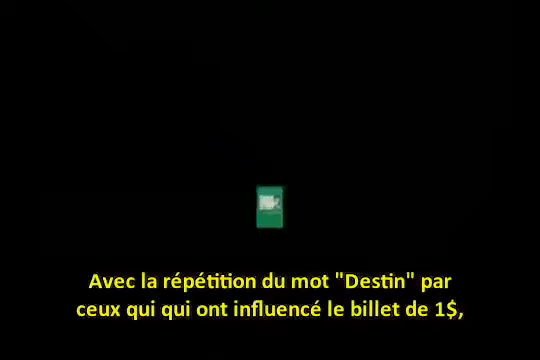 Avec la répétition du mot "Destin" par
ceux qui qui ont influencé le billet de 1$,